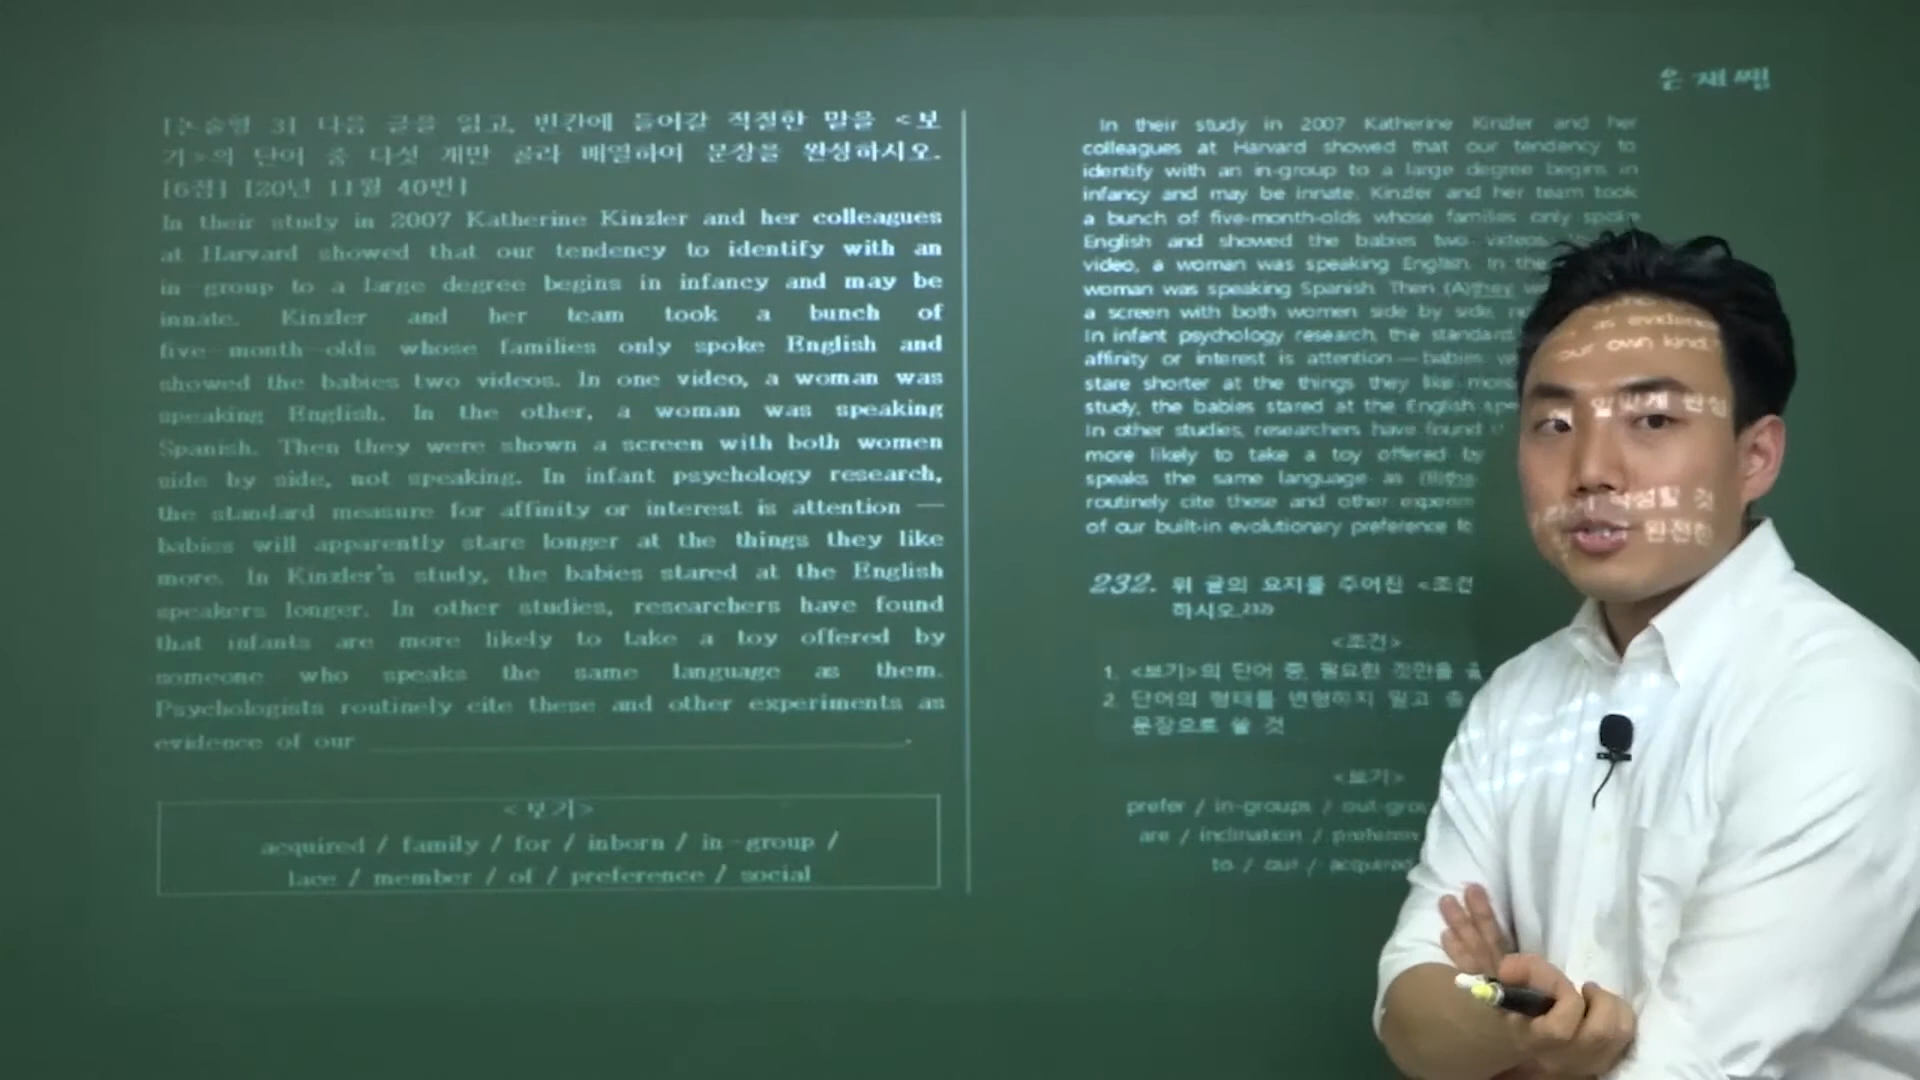 은재쌤
[논술형 3] 다음 글을 읽고, 빈칸에 들어갈 적절한 말을 <보
기>의 단어 중 다섯 개만 골라 배열하여 문장을 완성하시오.
[6점] [20년 11월 40번]
In their study in 2007 Katherine Kinzler and her colleagues
at Harvard showed that our tendency to identify with an
in-group to a large degree begins in infancy and may be
innate. Kinzler and her team took a bunch of
five-month-olds whose families only spoke English and
showed the babies two videos. In one video, a woman was
speaking English. In the other, a woman was speaking
Spanish. Then they were shown a screen with both women
side by side, not speaking. In infant psychology research,
the standard measure for affinity or interest is attention —
babies will apparently stare longer at the things they like
more. In Kinzler's study, the babies stared at the English
speakers longer. In other studies, researchers have found
that infants are more likely to take a toy offered by
someone who speaks the same language as them.
Psychologists routinely cite these and other experiments as
evidence of our ______________.
<보기>
acquired / family / for / inborn / in-group /
lace / member / of / preference / social
In their study in 2007 Katherine Kinzler and her
colleagues at Harvard showed that our tendency to
identify with an in-group to a large degree begins in
infancy and may be innate. Kinzler and her team took
a bunch of five-month-olds whose families only spoke
English and showed the babies two videos.
video, a woman was speaking English. In the
woman was speaking Spanish. Then (A)they
a screen with both women side by side,
In infant psychology research, the standard
affinity or interest is attention — babies
stare shorter at the things they like more
study, the babies stared at the English
In other studies, researchers have found
more likely to take a toy offered by
speaks the same language as
routinely cite these and other
of our built-in evolutionary preference
as evidence
our own kind.
232. 위 글의 요지를 주어진 <조건
하시오.232)
<조건>
1. <보기>의 단어 중, 필요한 것만을
2. 단어의 형태를 변형하지 말고
문장으로 쓸 것
<보기>
prefer / in-groups /
are / inclination /
to / out / acquired